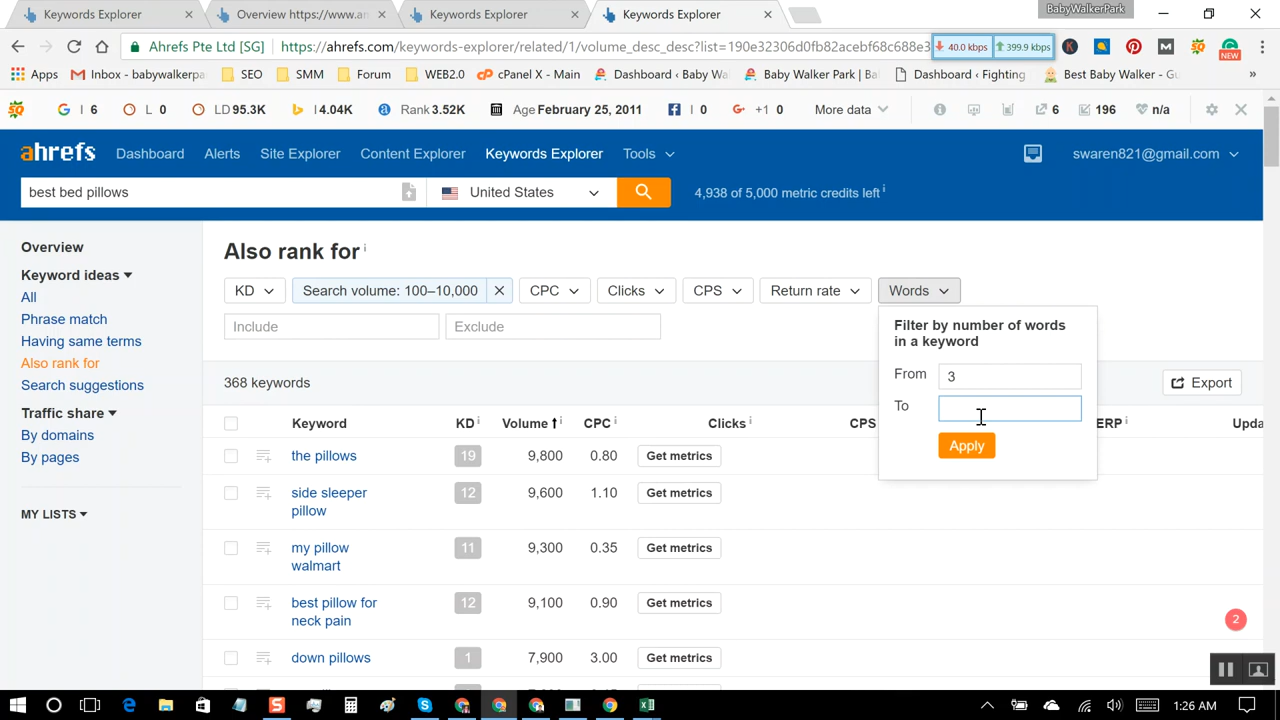 Keywords Explorer
Overview https://www.an
Keywords Explorer
Keywords Explorer
BabyWalkerPark
Ahrefs Pte Ltd [SG]
https://ahrefs.com/keywords-explorer/related/1/volume_desc_desc?list=190e32306d0fb82acebf68c688e3
40.0 kbps
399.9 kbps
NEW
Apps
Inbox - babywalkerpa
SEO
SMM
Forum
WEB2.0
cPanel X - Main
Dashboard ‹ Baby Wa
Baby Walker Park | Ba
Dashboard ‹ Fighting
Best Baby Walker - Gu
»
I 6
L 0
LD 95.3K
I 4.04K
Rank 3.52K
Age February 25, 2011
I 0
+1 0
More data
6
196
n/a
ahrefs
Dashboard
Alerts
Site Explorer
Content Explorer
Keywords Explorer
Tools
swaren821@gmail.com
best bed pillows
United States
4,938 of 5,000 metric credits left i
Overview
Keyword ideas
All
Phrase match
Having same terms
Also rank for
Search suggestions
Traffic share
By domains
By pages
MY LISTS
Also rank for i
KD
Search volume: 100–10,000
CPC
Clicks
CPS
Return rate
Words
Include
Exclude
Filter by number of words
in a keyword
From
3
To
Apply
368 keywords
Export
Keyword
KD i
Volume i
CPC i
Clicks i
CPS
ERP i
Upda
the pillows
19
9,800
0.80
Get metrics
side sleeper
pillow
12
9,600
1.10
Get metrics
my pillow
walmart
11
9,300
0.35
Get metrics
best pillow for
neck pain
12
9,100
0.90
Get metrics
down pillows
1
7,900
3.00
Get metrics
2
1:26 AM